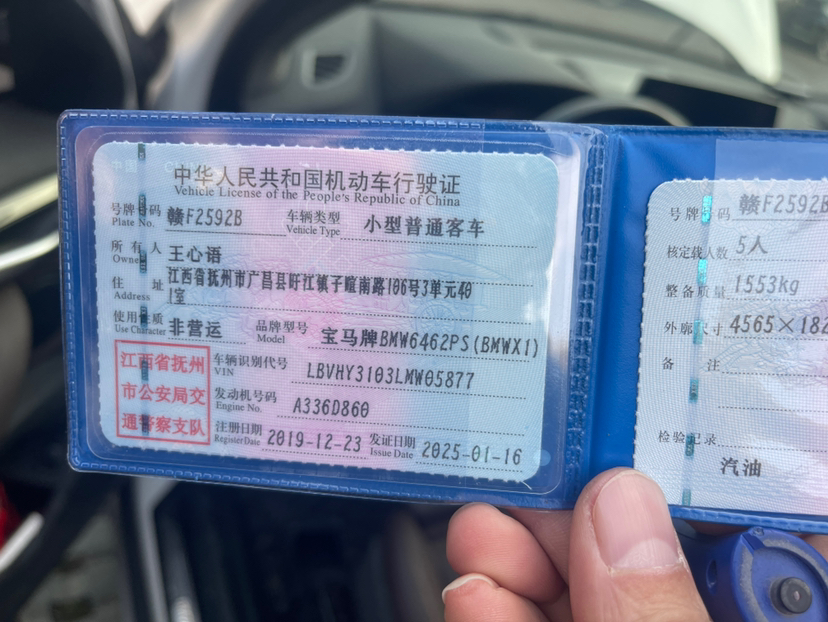 中华人民共和国机动车行驶证
Vehicle License of the People's Republic of China
号牌号码 赣F2592B 车辆类型 小型普通客车
Plate No. Vehicle Type
所有人 王心语
Owner
住址 江西省抚州市广昌县盱江镇子暄南路106号3单元40
Address 1室
使用性质 非营运 品牌型号 宝马牌BMW6462PS(BMWX1)
Use Character Model
车辆识别代号 LBVHY3103LMW05877
VIN
发动机号码 A336D860
Engine No.
注册日期 2019-12-23 发证日期 2025-01-16
Register Date Issue Date
江西省抚州
市公安局交
通警察支队
号牌号码 赣F2592B
核定载人数 5人
整备质量 1553kg
外廓尺寸 4565×182
备注
检验记录
汽油